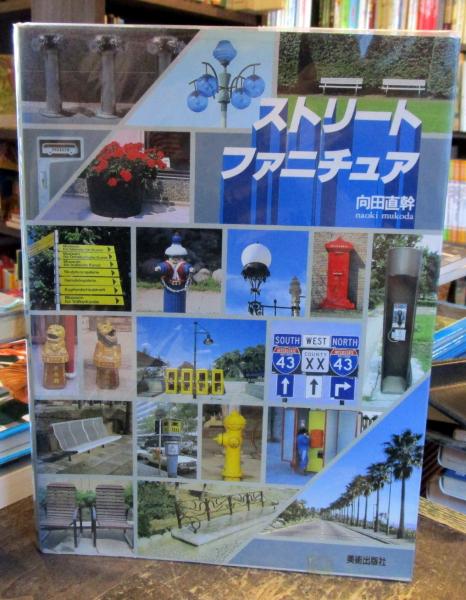 ストリート
ファニチュア
向田直幹
naoki mukoda
SOUTH
WEST
NORTH
43
COUNTY
XX
43
美術出版社